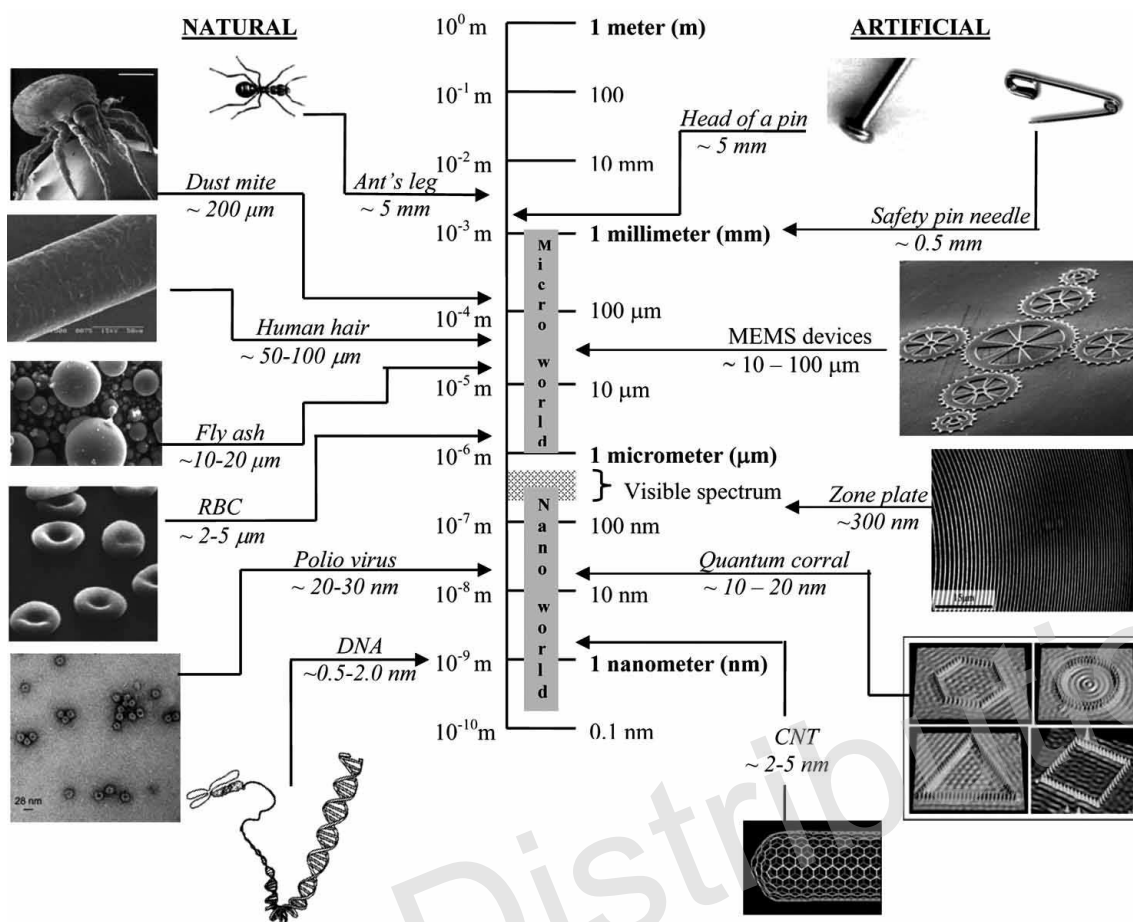 NATURAL
10⁰ m
1 meter (m)
ARTIFICIAL
10⁻¹ m
100
Head of a pin
~ 5 mm
10⁻² m
10 mm
Dust mite
~ 200 μm
Ant's leg
~ 5 mm
Safety pin needle
~ 0.5 mm
10⁻³ m
1 millimeter (mm)
Micro world
10⁻⁴ m
100 μm
Human hair
~ 50-100 μm
MEMS devices
~ 10 – 100 μm
10⁻⁵ m
10 μm
Fly ash
~10-20 μm
10⁻⁶ m
1 micrometer (μm)
Visible spectrum
Zone plate
~300 nm
RBC
~ 2-5 μm
Nano world
10⁻⁷ m
100 nm
Polio virus
~ 20-30 nm
Quantum corral
~ 10 – 20 nm
10⁻⁸ m
10 nm
15μm
DNA
~0.5-2.0 nm
10⁻⁹ m
1 nanometer (nm)
10⁻¹⁰m
0.1 nm
CNT
~ 2-5 nm
28 nm